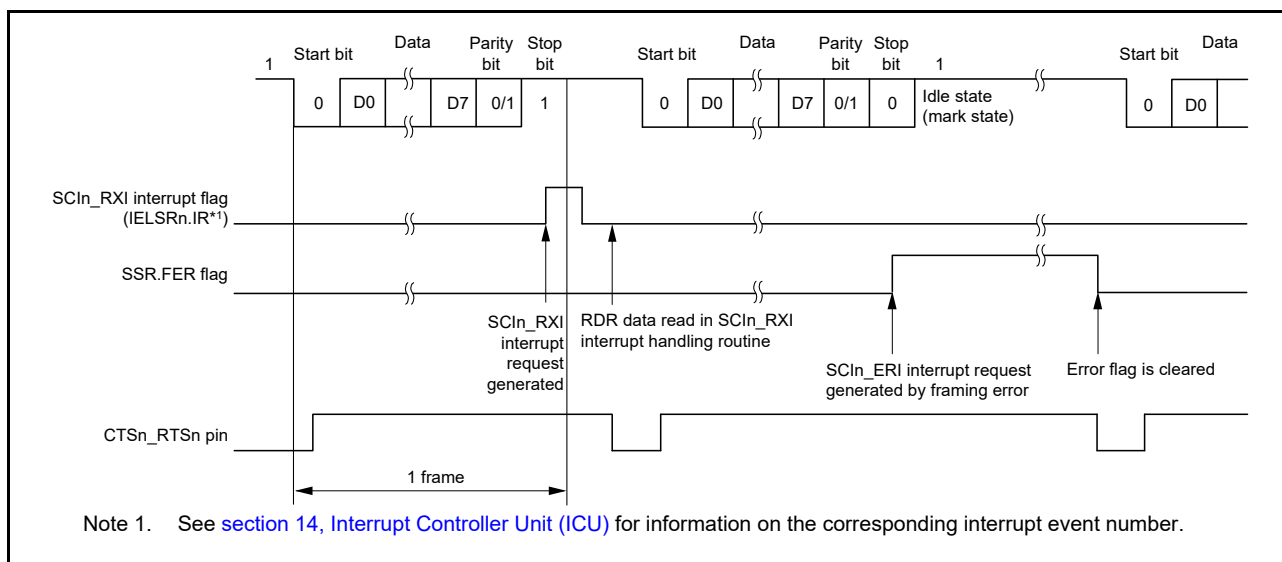 1
Start bit
Data
Parity bit
Stop bit
Start bit
Data
Parity bit
Stop bit
1
Start bit
Data
0 D0 D7 0/1 1 0 D0 D7 0/1 0 Idle state (mark state) 0 D0
SCIn_RXI interrupt flag
(IELSRn.IR*1)
SSR.FER flag
SCIn_RXI
interrupt
request
generated
RDR data read in SCIn_RXI
interrupt handling routine
SCIn_ERI interrupt request
generated by framing error
Error flag is cleared
CTSn_RTSn pin
1 frame
Note 1. See section 14, Interrupt Controller Unit (ICU) for information on the corresponding interrupt event number.